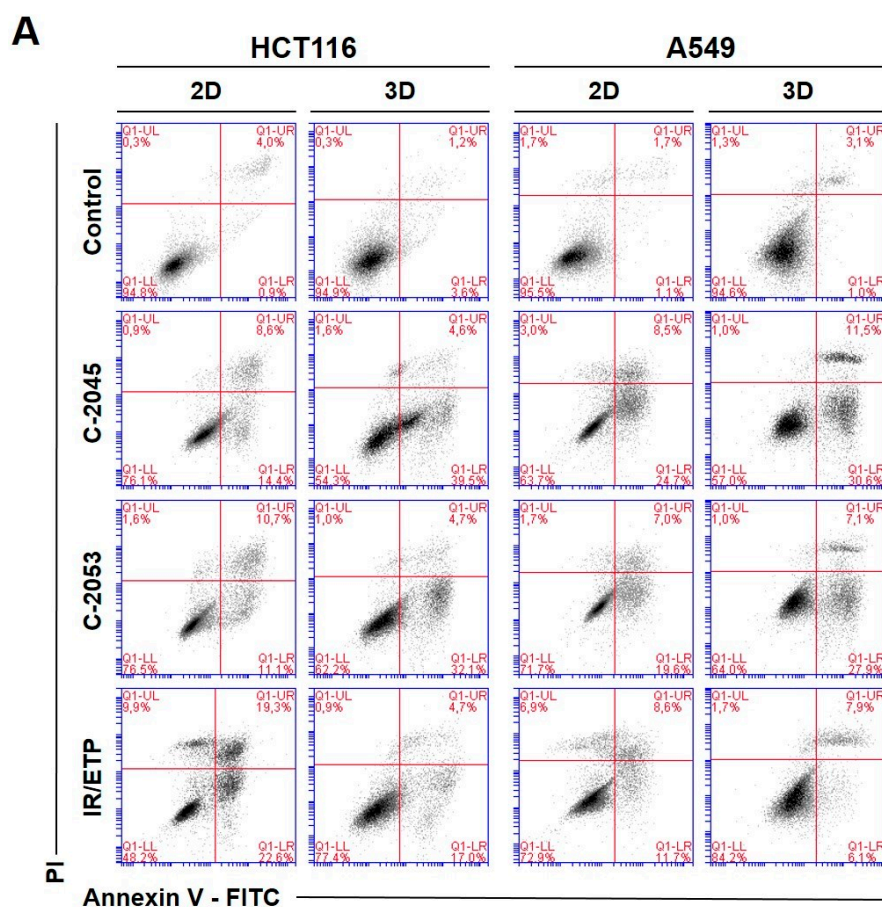 A
HCT116 A549
2D 3D 2D 3D
Control
Q1-UL Q1-UR Q1-UL Q1-UR Q1-UL Q1-UR Q1-UL Q1-UR
0,3% 4,0% 0,3% 1,2% 1,7% 1,7% 1,3% 3,1%
Q1-LL Q1-LR Q1-LL Q1-LR Q1-LL Q1-LR Q1-LL Q1-LR
94,8% 0,9% 94,9% 3,6% 95,5% 1,1% 94,6% 1,0%
C-2045
Q1-UL Q1-UR Q1-UL Q1-UR Q1-UL Q1-UR Q1-UL Q1-UR
0,9% 8,6% 1,6% 4,6% 3,0% 8,5% 1,0% 11,5%
Q1-LL Q1-LR Q1-LL Q1-LR Q1-LL Q1-LR Q1-LL Q1-LR
76,1% 14,4% 54,3% 39,5% 63,7% 24,7% 57,0% 30,6%
C-2053
Q1-UL Q1-UR Q1-UL Q1-UR Q1-UL Q1-UR Q1-UL Q1-UR
1,6% 10,7% 1,0% 4,7% 1,7% 7,0% 1,0% 7,1%
Q1-LL Q1-LR Q1-LL Q1-LR Q1-LL Q1-LR Q1-LL Q1-LR
76,5% 11,1% 62,2% 32,1% 71,7% 19,6% 64,0% 27,9%
IR/ETP
Q1-UL Q1-UR Q1-UL Q1-UR Q1-UL Q1-UR Q1-UL Q1-UR
9,9% 19,3% 0,9% 4,7% 6,9% 8,6% 1,7% 7,9%
Q1-LL Q1-LR Q1-LL Q1-LR Q1-LL Q1-LR Q1-LL Q1-LR
48,2% 22,6% 77,4% 17,0% 72,9% 11,7% 84,2% 6,1%
PI
Annexin V - FITC